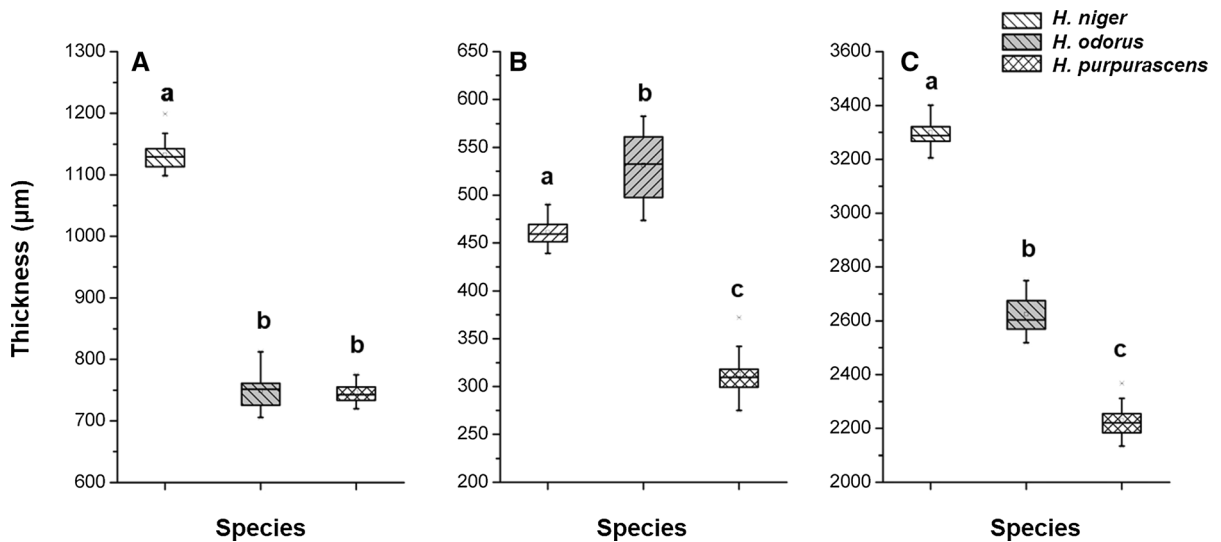 H. niger
H. odorus
H. purpurascens
Thickness (μm)
A
1300
1200
1100
1000
900
800
700
600
a
b
b
Species
B
650
600
550
500
450
400
350
300
250
200
a
b
c
Species
C
3600
3400
3200
3000
2800
2600
2400
2200
2000
a
b
c
Species